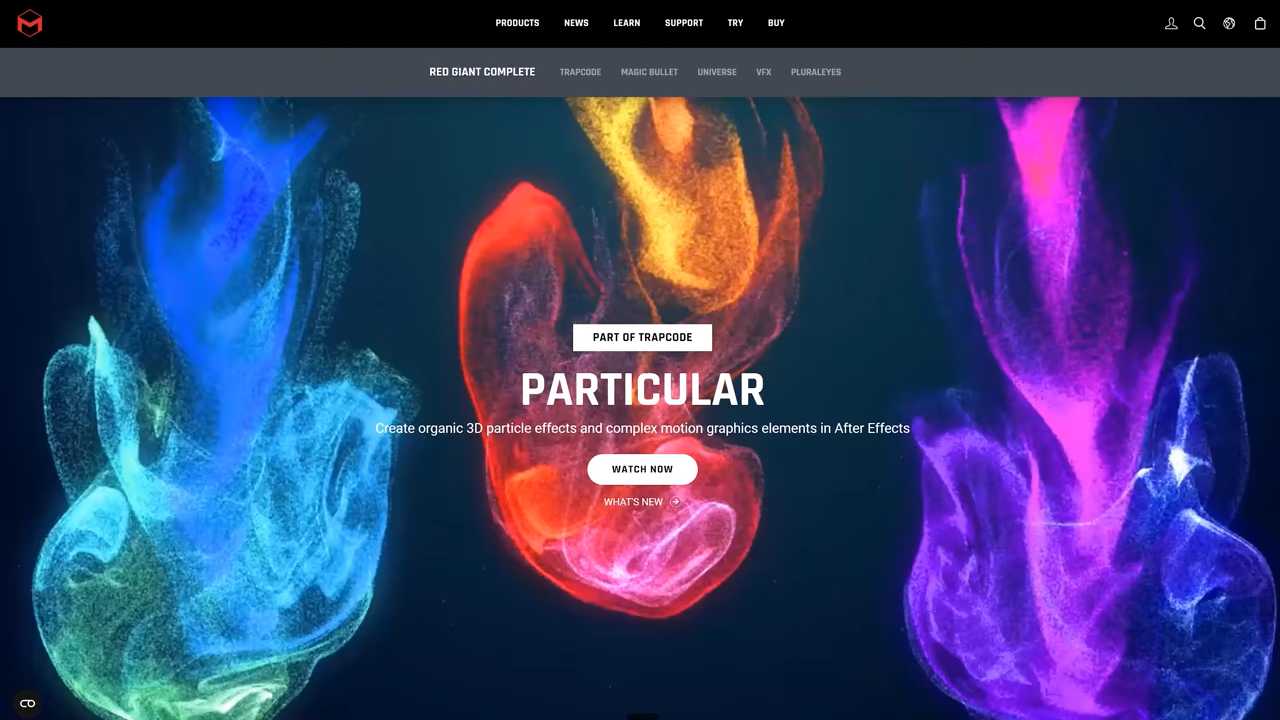 PRODUCTS NEWS LEARN SUPPORT TRY BUY
RED GIANT COMPLETE TRAPCODE MAGIC BULLET UNIVERSE VFX PLURALEYES
PART OF TRAPCODE
PARTICULAR
Create organic 3D particle effects and complex motion graphics elements in After Effects
WATCH NOW
WHAT'S NEW